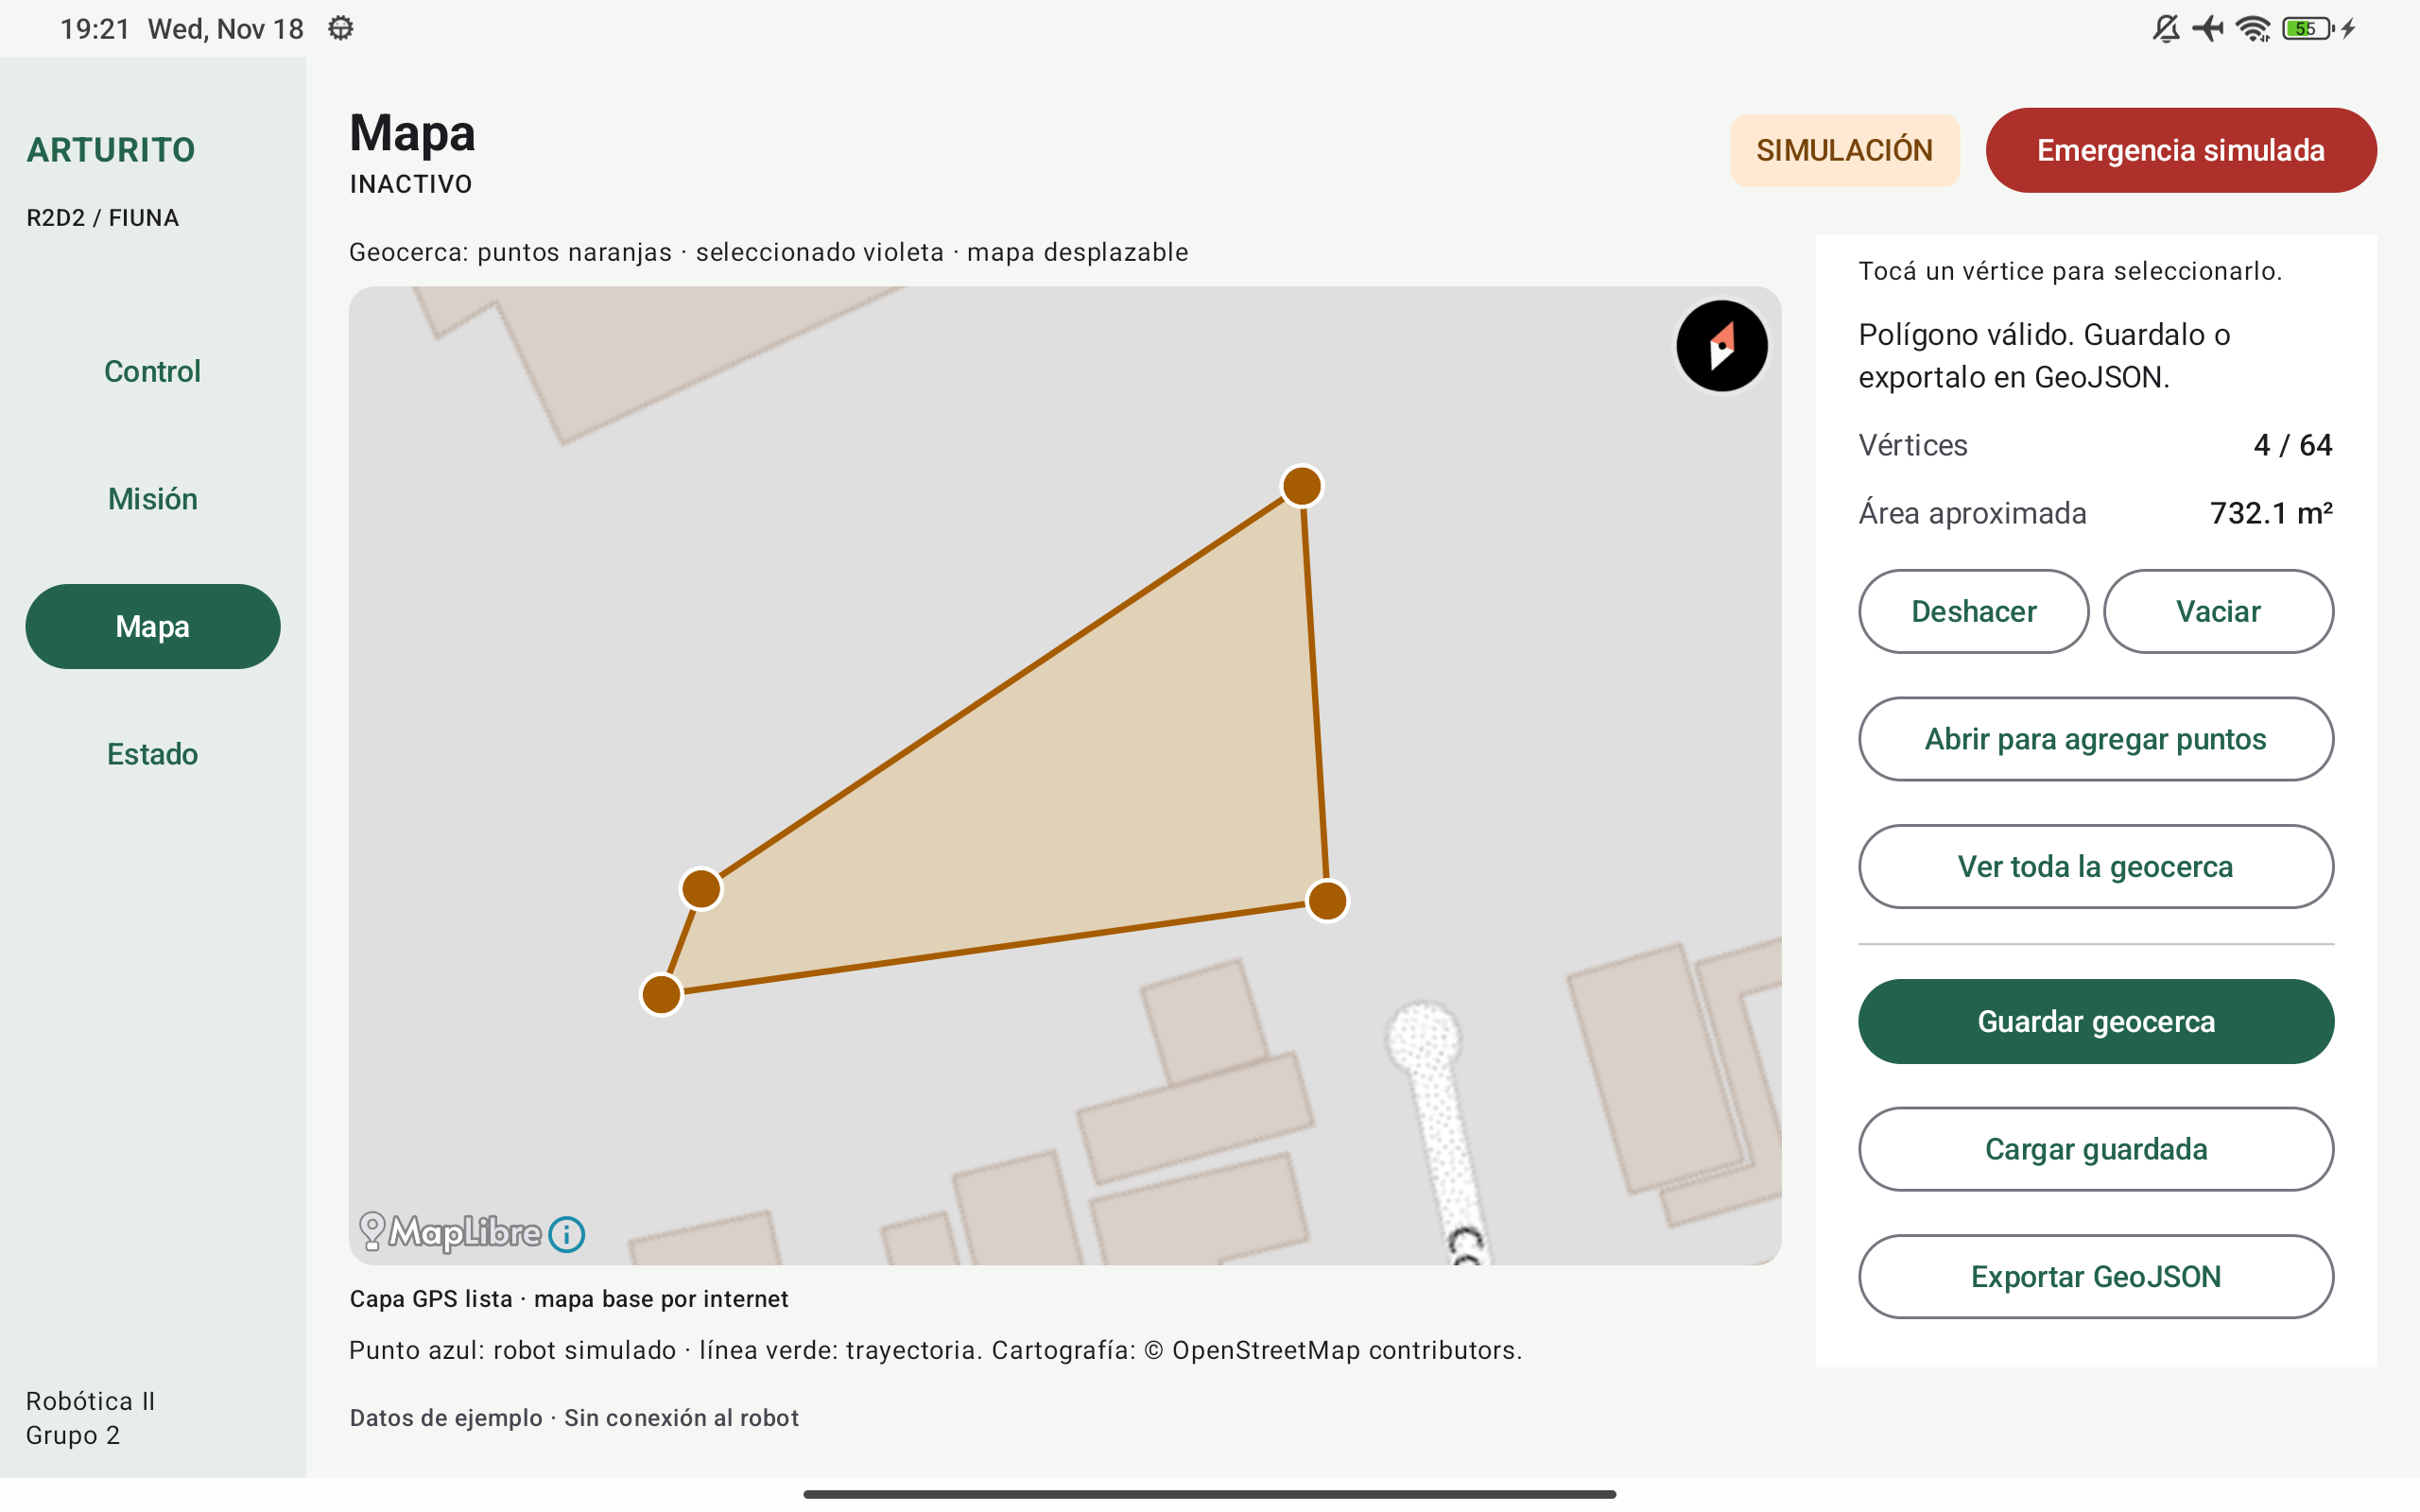 19:21 Wed, Nov 18
55
ARTURITO
R2D2 / FIUNA
Control
Misión
Mapa
Estado
Robótica II
Grupo 2
Mapa
INACTIVO
SIMULACIÓN
Emergencia simulada
Geocerca: puntos naranjas · seleccionado violeta · mapa desplazable
MapLibre
Capa GPS lista · mapa base por internet
Punto azul: robot simulado · línea verde: trayectoria. Cartografía: © OpenStreetMap contributors.
Datos de ejemplo · Sin conexión al robot
Tocá un vértice para seleccionarlo.
Polígono válido. Guardalo o
exportalo en GeoJSON.
Vértices 4 / 64
Área aproximada 732.1 m²
Deshacer Vaciar
Abrir para agregar puntos
Ver toda la geocerca
Guardar geocerca
Cargar guardada
Exportar GeoJSON